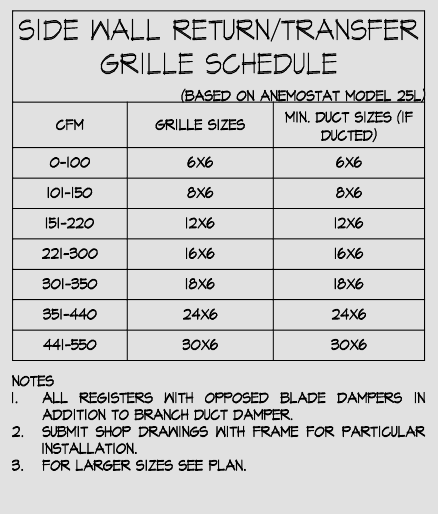 SIDE WALL RETURN/TRANSFER
GRILLE SCHEDULE
(BASED ON ANEMOSTAT MODEL 25L)
CFM GRILLE SIZES MIN. DUCT SIZES (IF
DUCTED)
0-100 6X6 6X6
101-150 8X6 8X6
151-220 12X6 12X6
221-300 16X6 16X6
301-350 18X6 18X6
351-440 24X6 24X6
441-550 30X6 30X6
NOTES
1. ALL REGISTERS WITH OPPOSED BLADE DAMPERS IN
ADDITION TO BRANCH DUCT DAMPER.
2. SUBMIT SHOP DRAWINGS WITH FRAME FOR PARTICULAR
INSTALLATION.
3. FOR LARGER SIZES SEE PLAN.